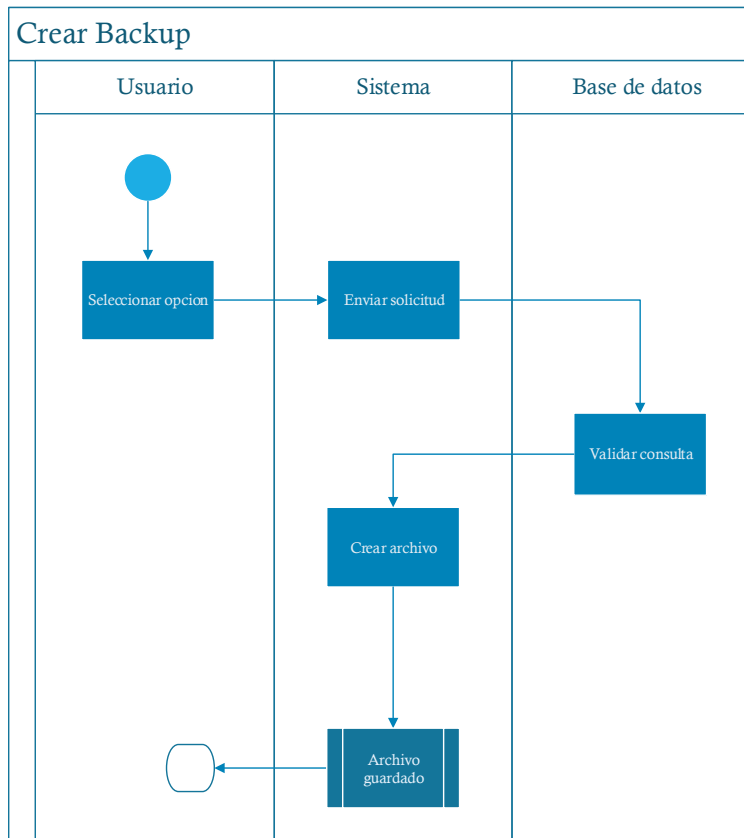 Crear Backup
Usuario
Sistema
Base de datos
Seleccionar opcion
Enviar solicitud
Validar consulta
Crear archivo
Archivo
guardado